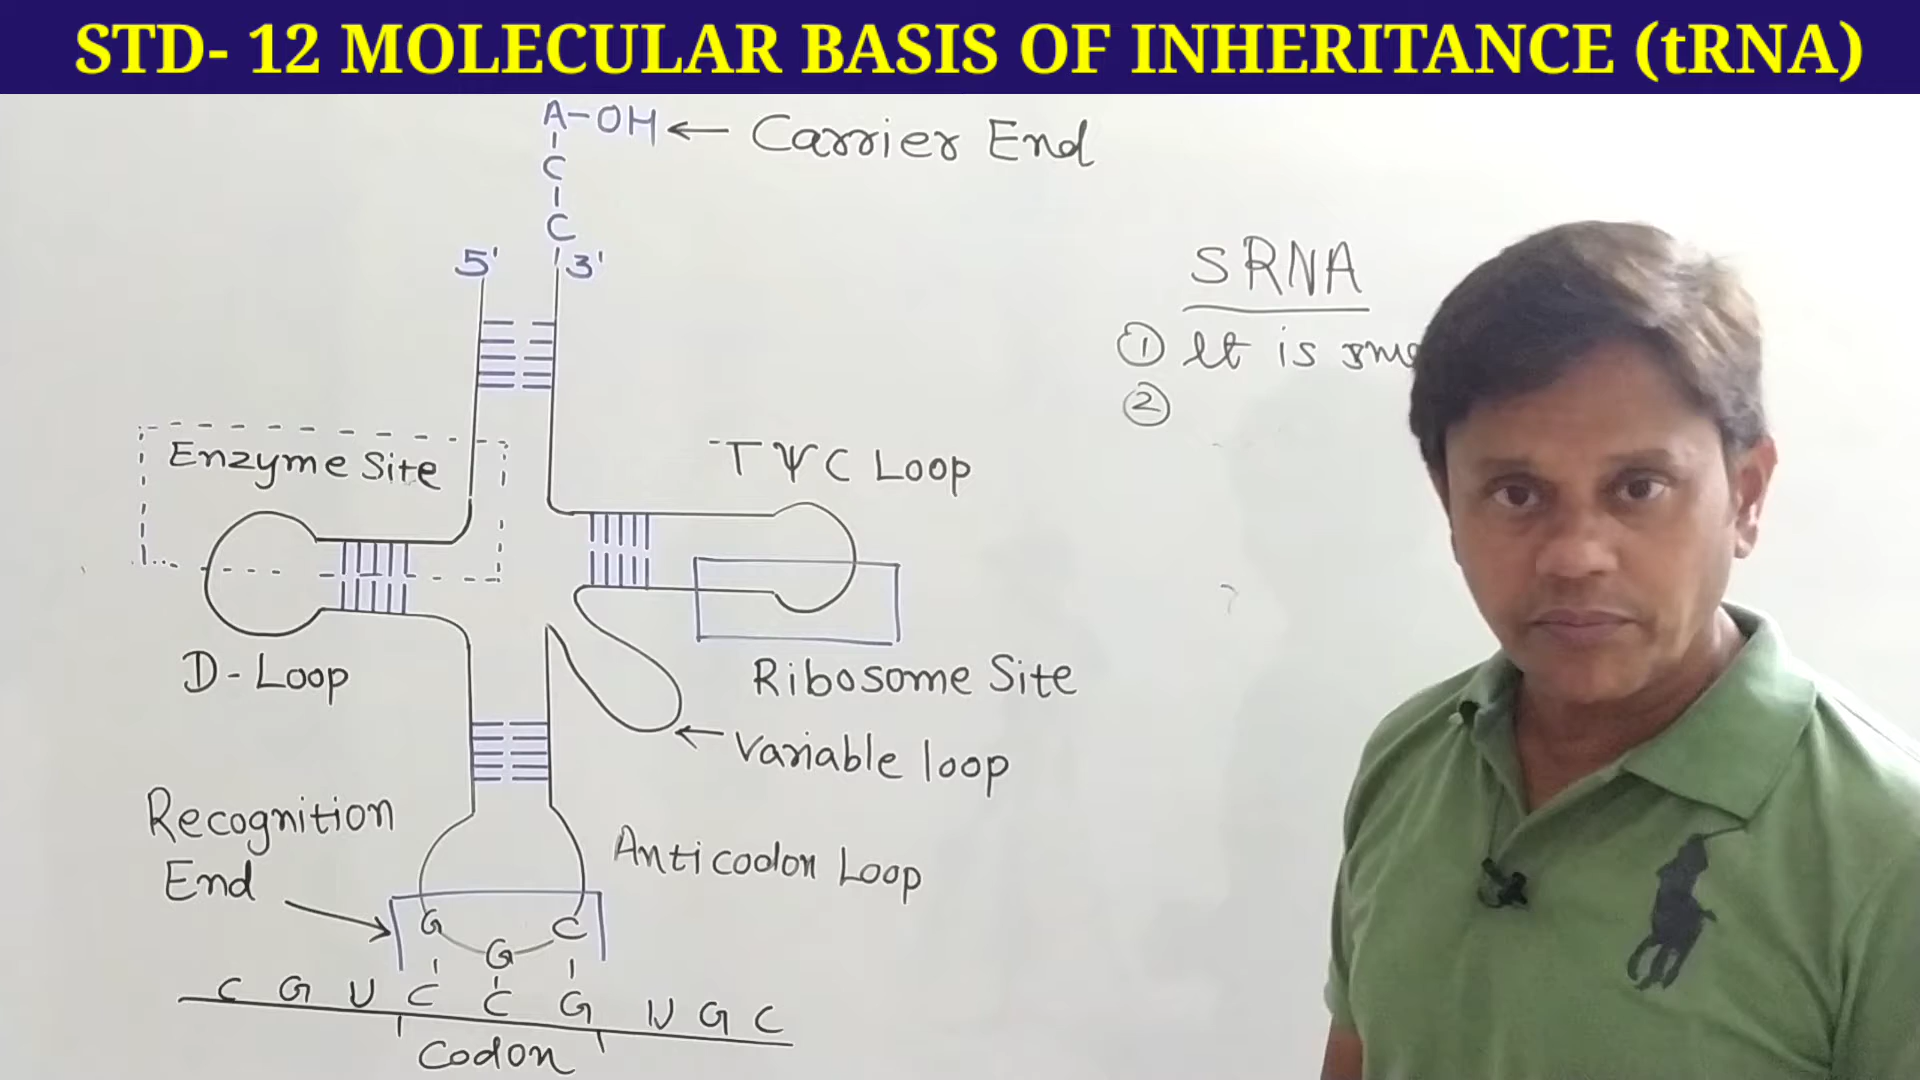 STD- 12 MOLECULAR BASIS OF INHERITANCE (tRNA)
A-OH ← Carrier End
C
C
5' 3'
sRNA
① It is
②
Enzyme Site
TΨC Loop
D-Loop
Ribosome Site
Variable loop
Recognition
End
Anticodon Loop
G G C
C G U C C G U G C
Codon